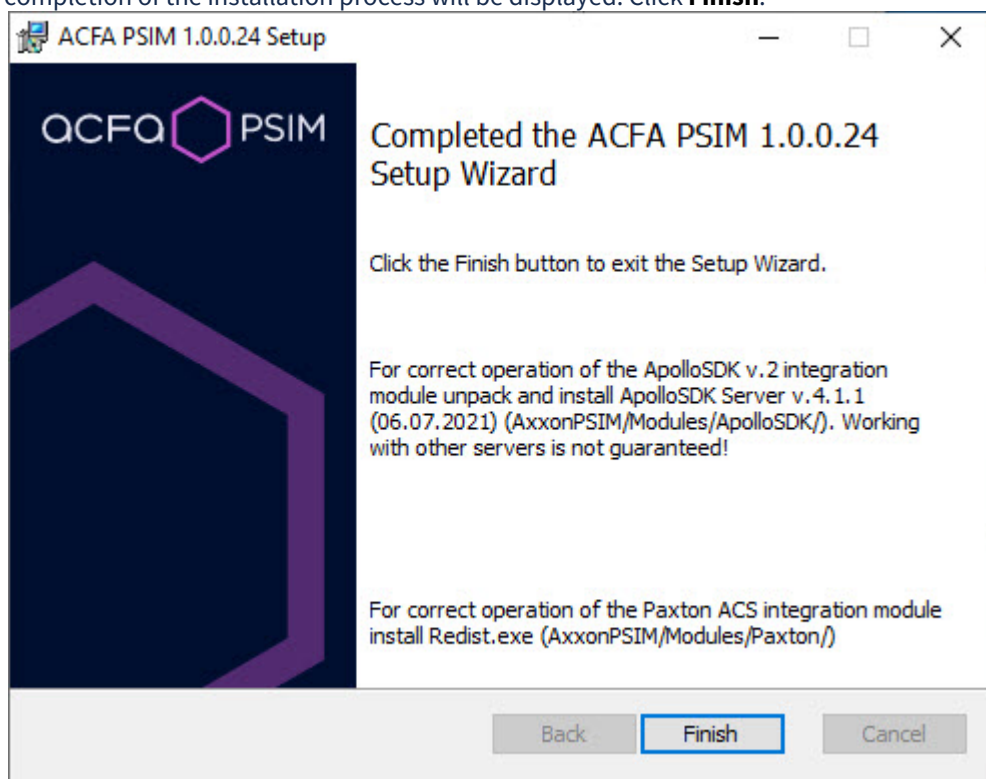 completion of the installation process will be displayed. Click Finish.
ACFA PSIM 1.0.0.24 Setup
acfa PSIM
Completed the ACFA PSIM 1.0.0.24
Setup Wizard
Click the Finish button to exit the Setup Wizard.
For correct operation of the ApolloSDK v.2 integration
module unpack and install ApolloSDK Server v.4.1.1
(06.07.2021) (AxxonPSIM/Modules/ApolloSDK/). Working
with other servers is not guaranteed!
For correct operation of the Paxton ACS integration module
install Redist.exe (AxxonPSIM/Modules/Paxton/)
Back Finish Cancel